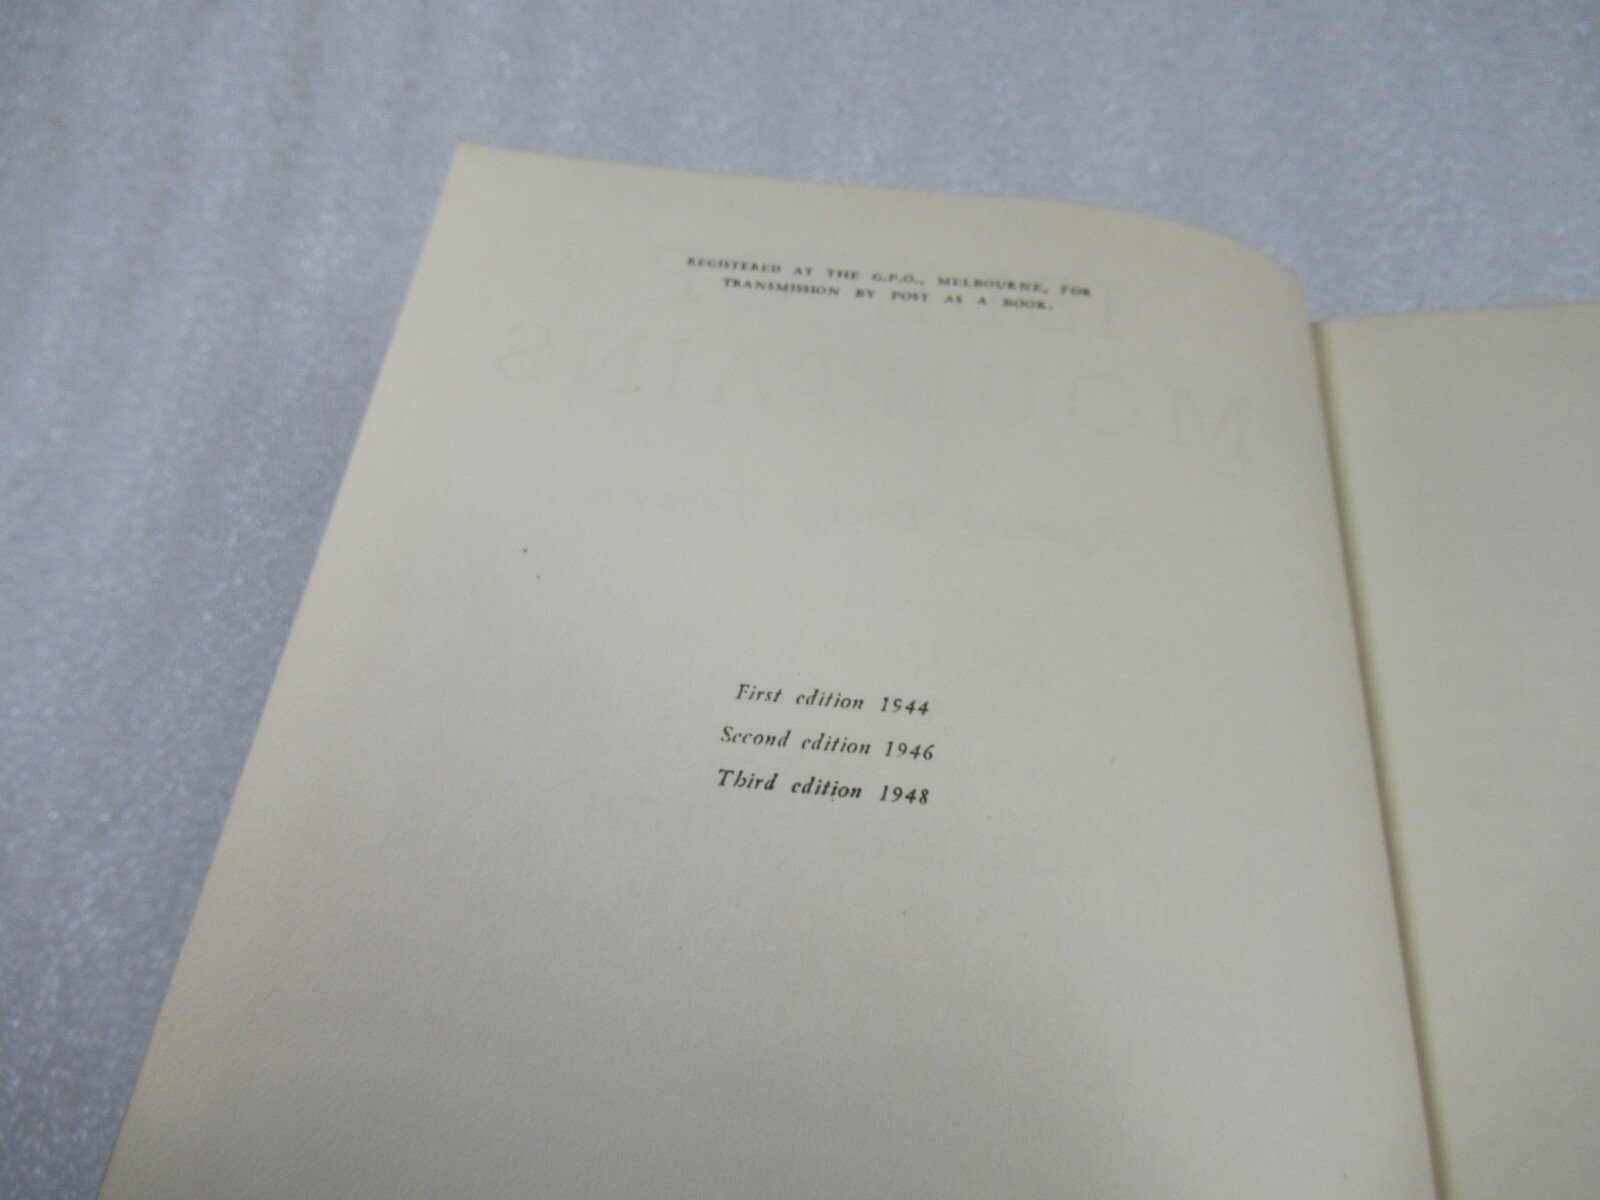 REGISTERED AT THE G.P.O., MELBOURNE, FOR
TRANSMISSION BY POST AS A BOOK.
MOUNTAINS
First edition 1944
Second edition 1946
Third edition 1948